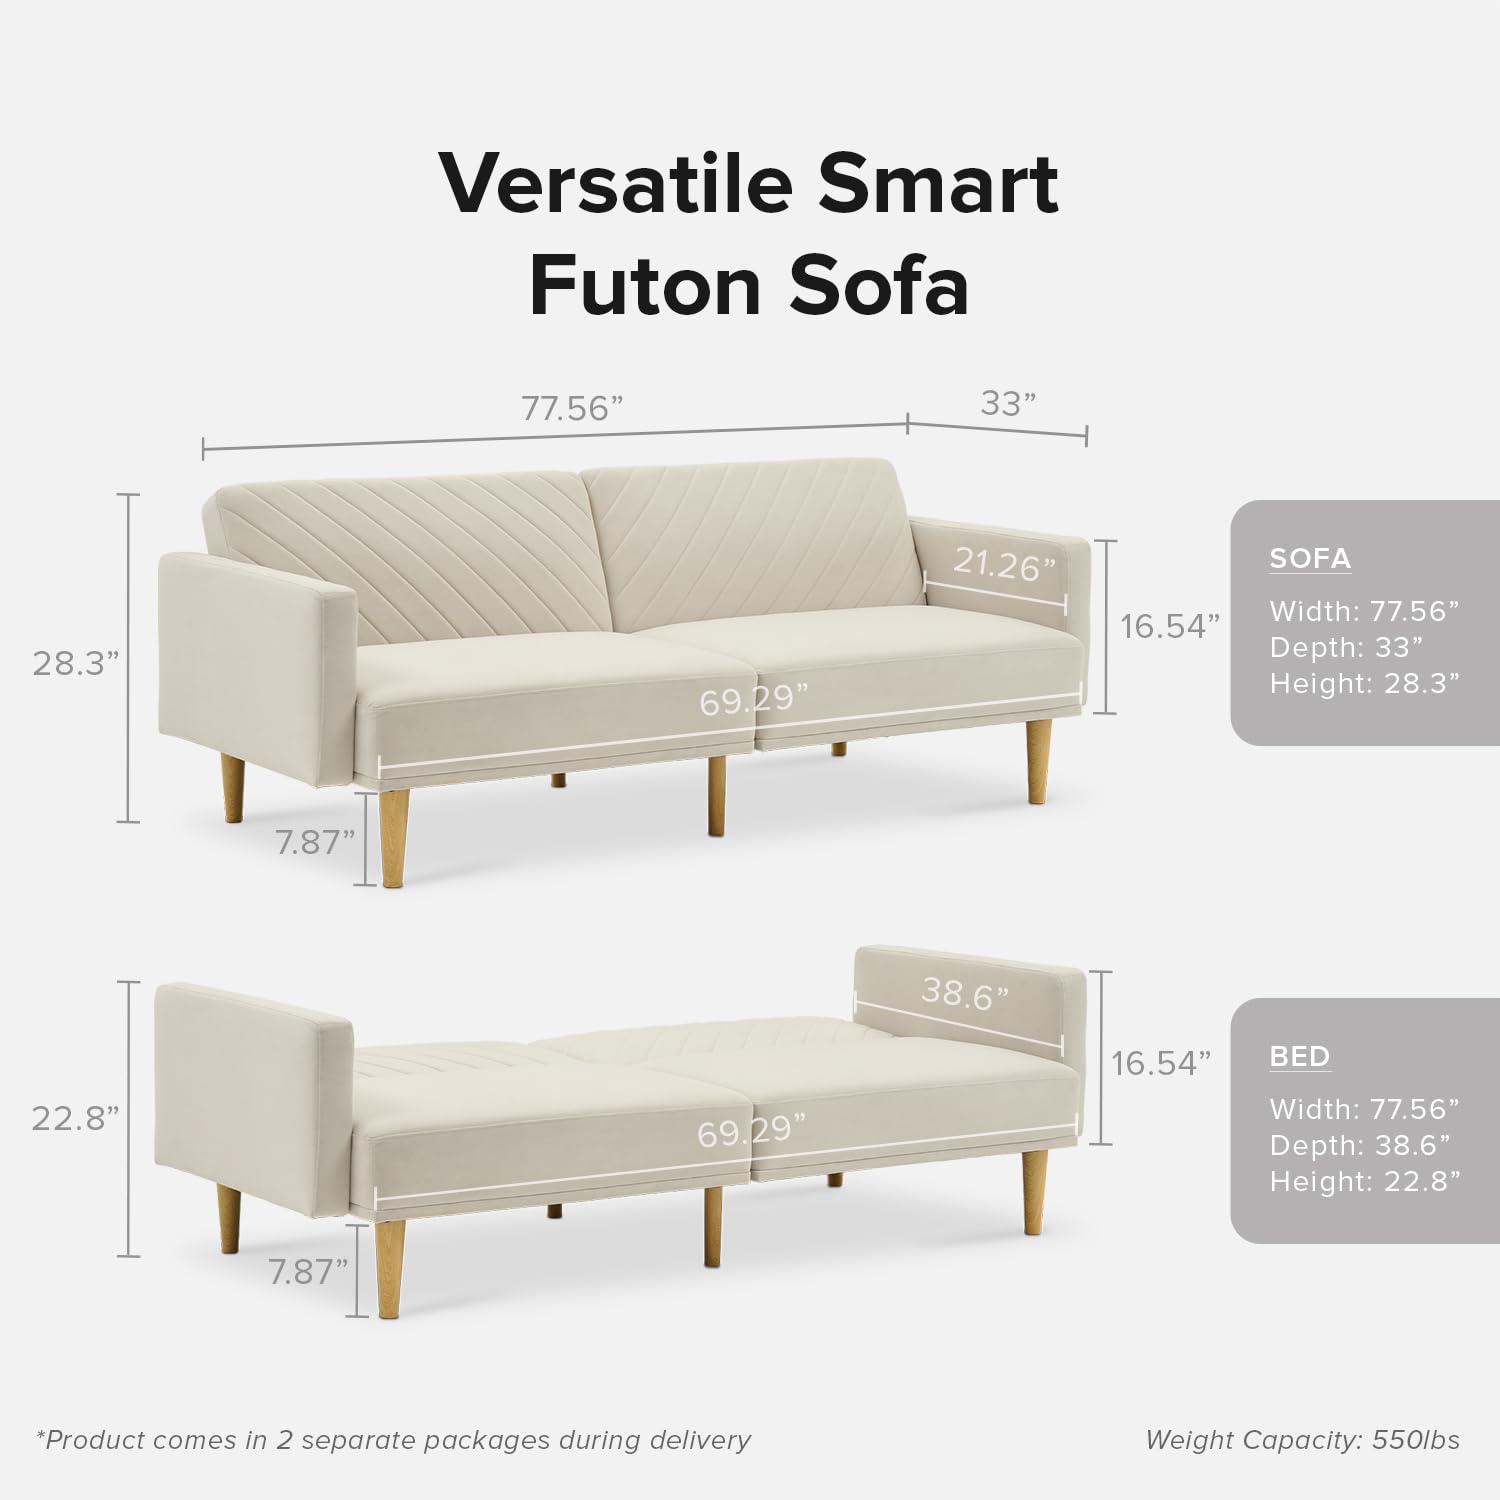 Versatile Smart
Futon Sofa
77.56”
33”
28.3”
21.26”
16.54”
69.29”
7.87”
SOFA
Width: 77.56”
Depth: 33”
Height: 28.3”
38.6”
22.8”
16.54”
69.29”
7.87”
BED
Width: 77.56”
Depth: 38.6”
Height: 22.8”
*Product comes in 2 separate packages during delivery
Weight Capacity: 550lbs